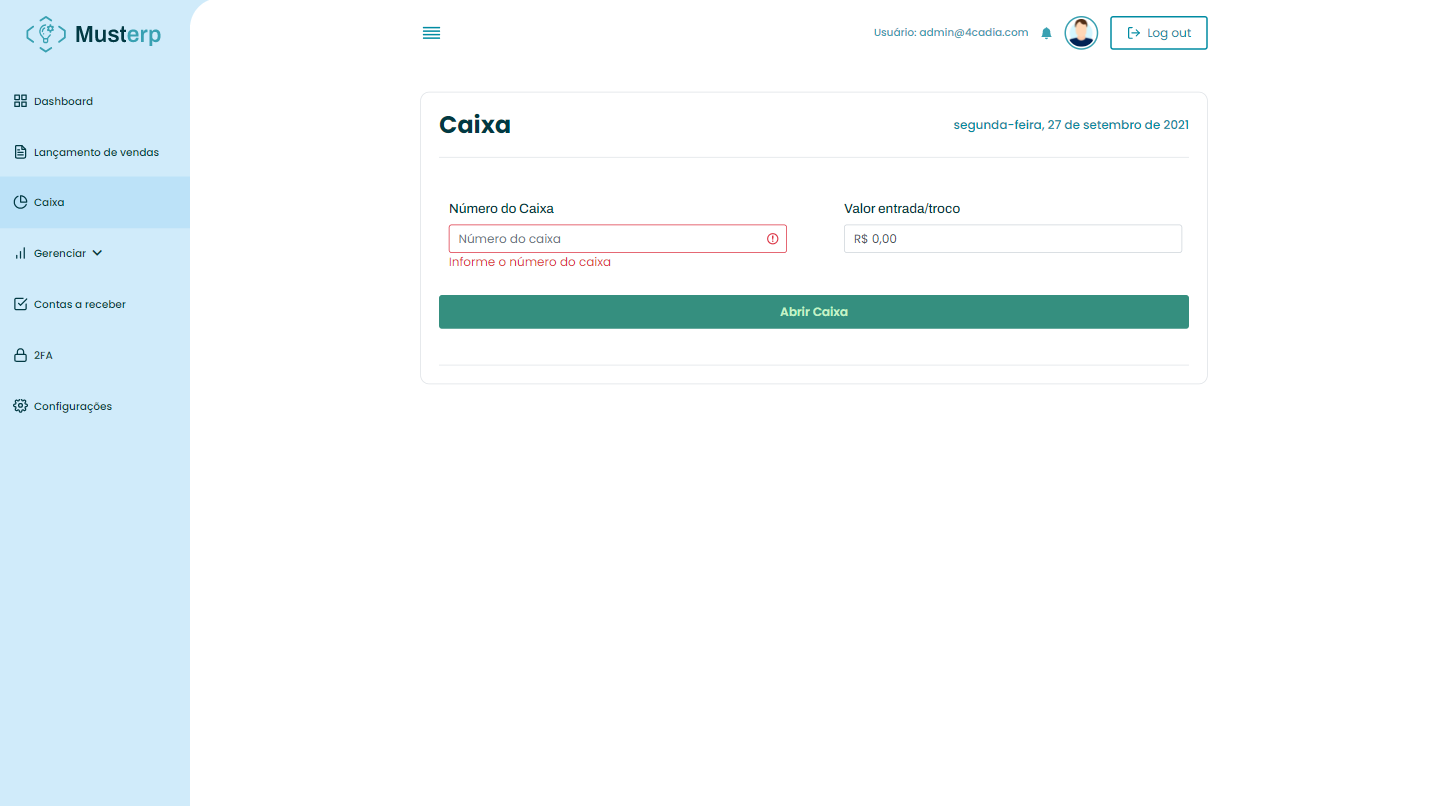 Musterp
Usuário: admin@4cadia.com
Log out
Dashboard
Lançamento de vendas
Caixa
Gerenciar
Contas a receber
2FA
Configurações
Caixa
segunda-feira, 27 de setembro de 2021
Número do Caixa
Valor entrada/troco
Número do caixa
R$ 0,00
Informe o número do caixa
Abrir Caixa